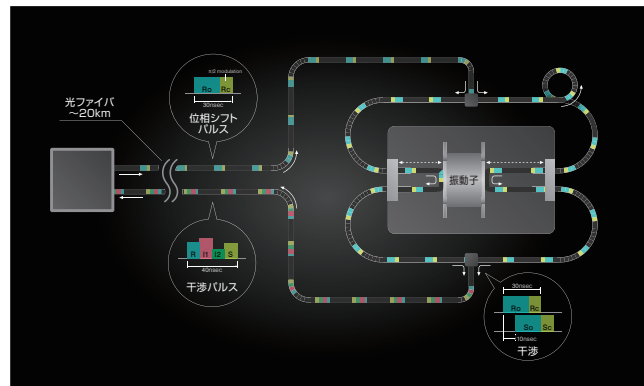 π/2 modulation
Ro Rc
30nsec
位相シフト
パルス
光ファイバ
〜20km
振動子
R I1 I2 S
40nsec
干渉パルス
30nsec
Ro Rc
So Sc
10nsec
干渉